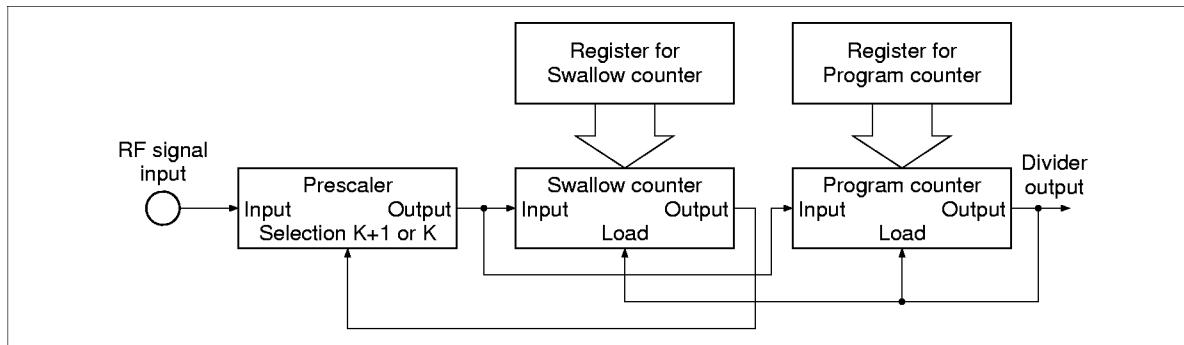 Register for
Swallow counter
Register for
Program counter
RF signal
input
Prescaler
Input
Output
Selection K+1 or K
Swallow counter
Input
Output
Load
Program counter
Input
Output
Load
Divider
output